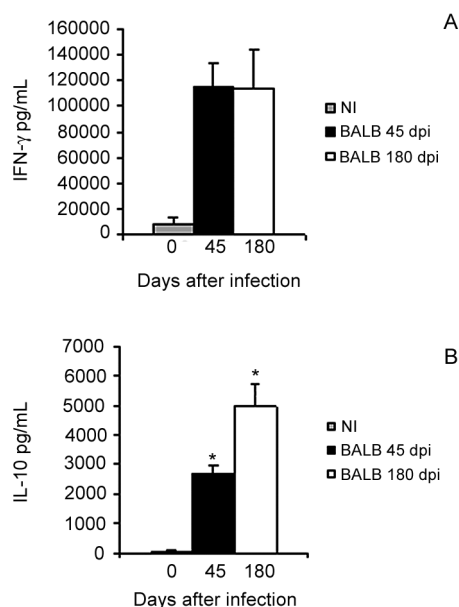 A
IFN-γ pg/mL
160000
140000
120000
100000
80000
60000
40000
20000
0
0 45 180
Days after infection
NI
BALB 45 dpi
BALB 180 dpi
B
IL-10 pg/mL
7000
6000
5000
4000
3000
2000
1000
0
*
*
0 45 180
Days after infection
NI
BALB 45 dpi
BALB 180 dpi